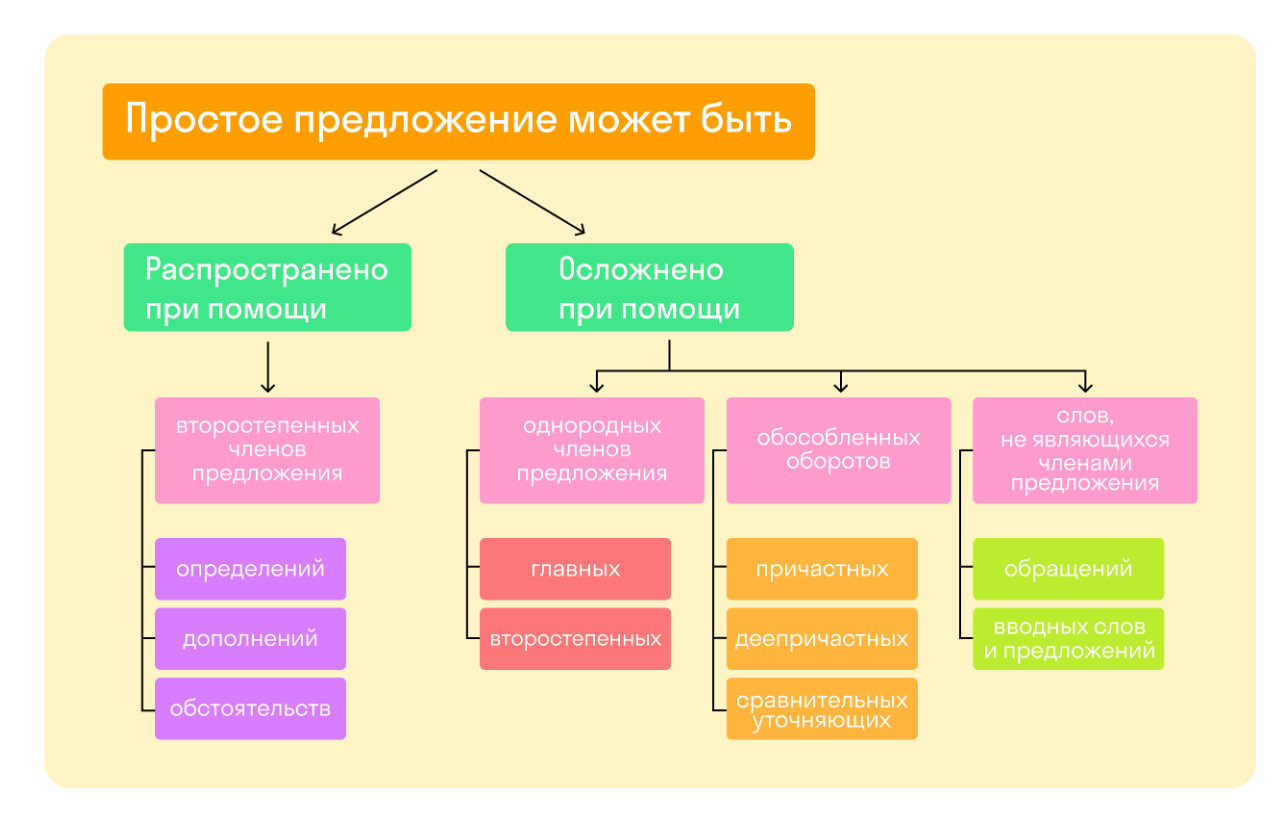 Простое предложение может быть
Распространено
при помощи
Осложнено
при помощи
второстепенных
членов
предложения
определений
дополнений
обстоятельств
однородных
членов
предложения
главных
второстепенных
обособленных
оборотов
причастных
деепричастных
сравнительных
уточняющих
слов,
не являющихся
членами
предложения
обращений
вводных слов
и предложений